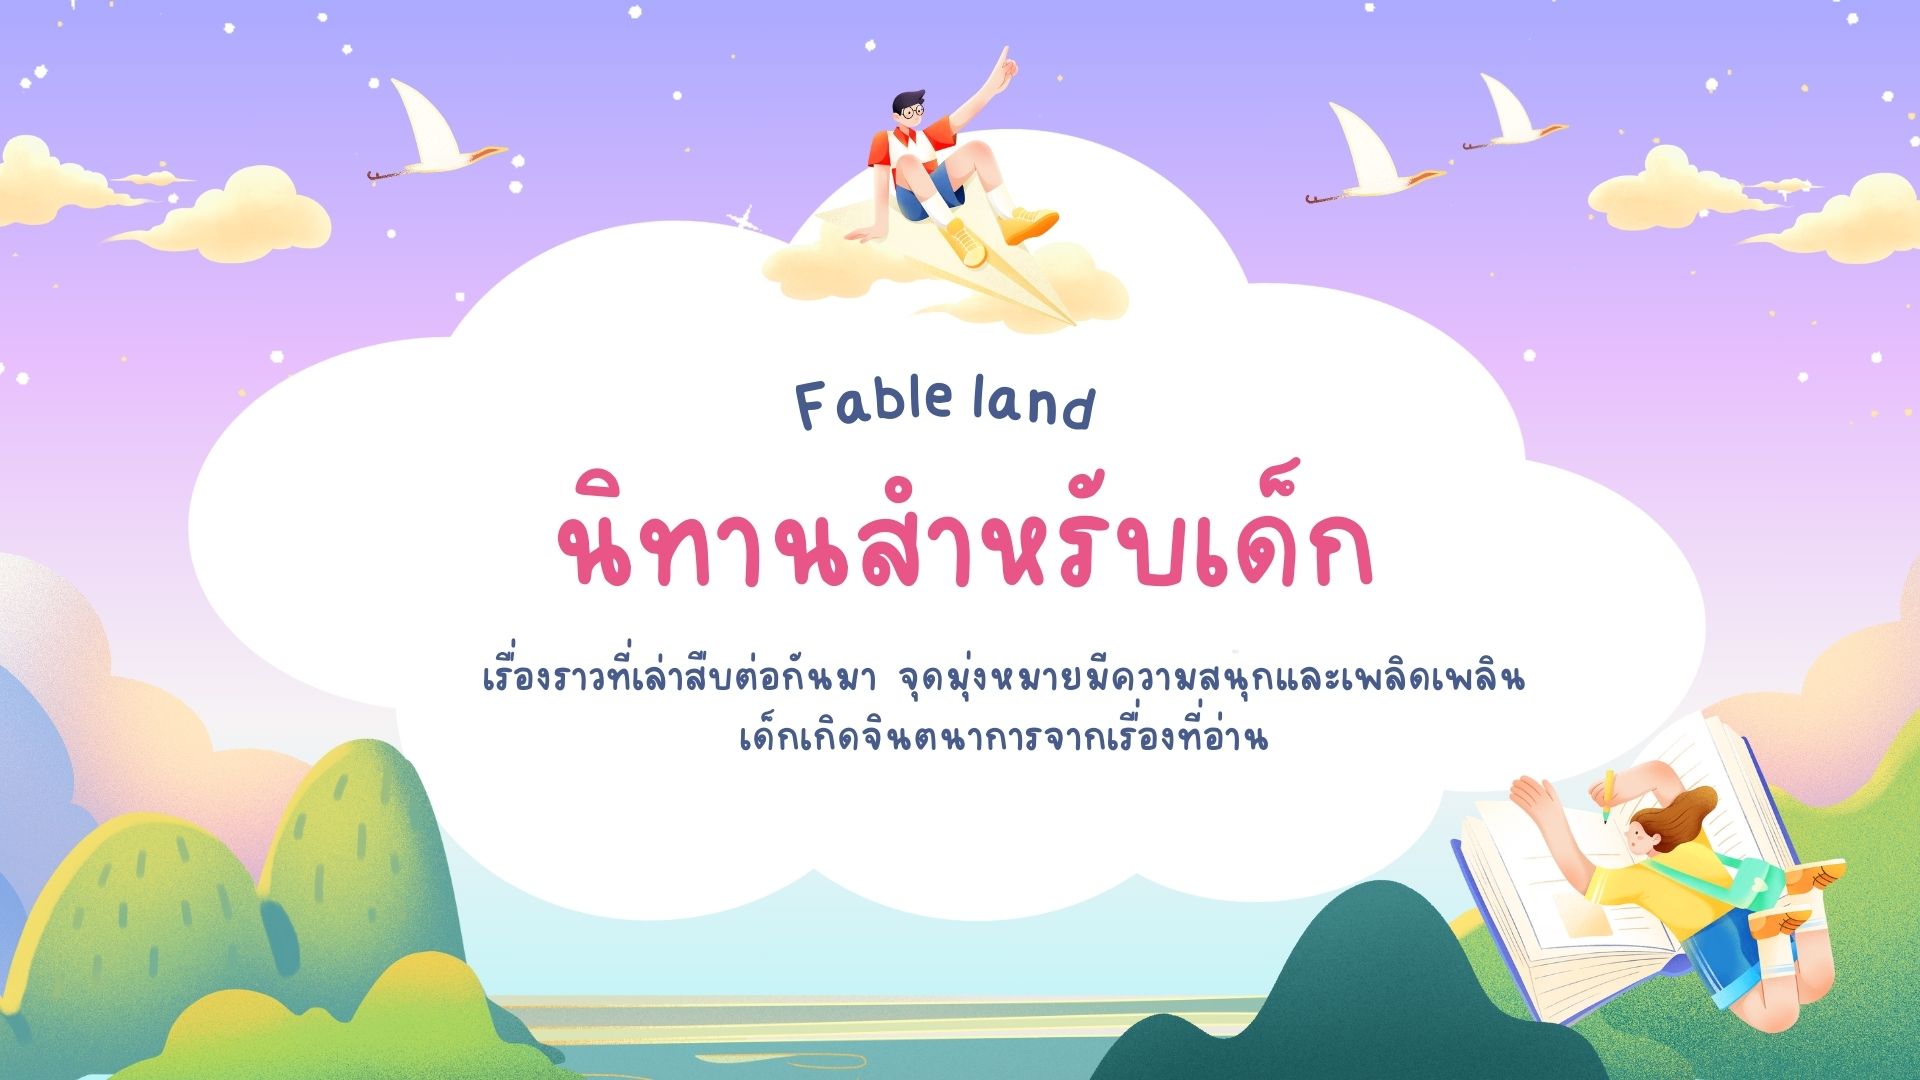 Fable land
นิทานสำหรับเด็ก
เรื่องราวที่เล่าสืบต่อกันมา จุดมุ่งหมายมีความสนุกและเพลิดเพลิน
เด็กเกิดจินตนาการจากเรื่องที่อ่าน